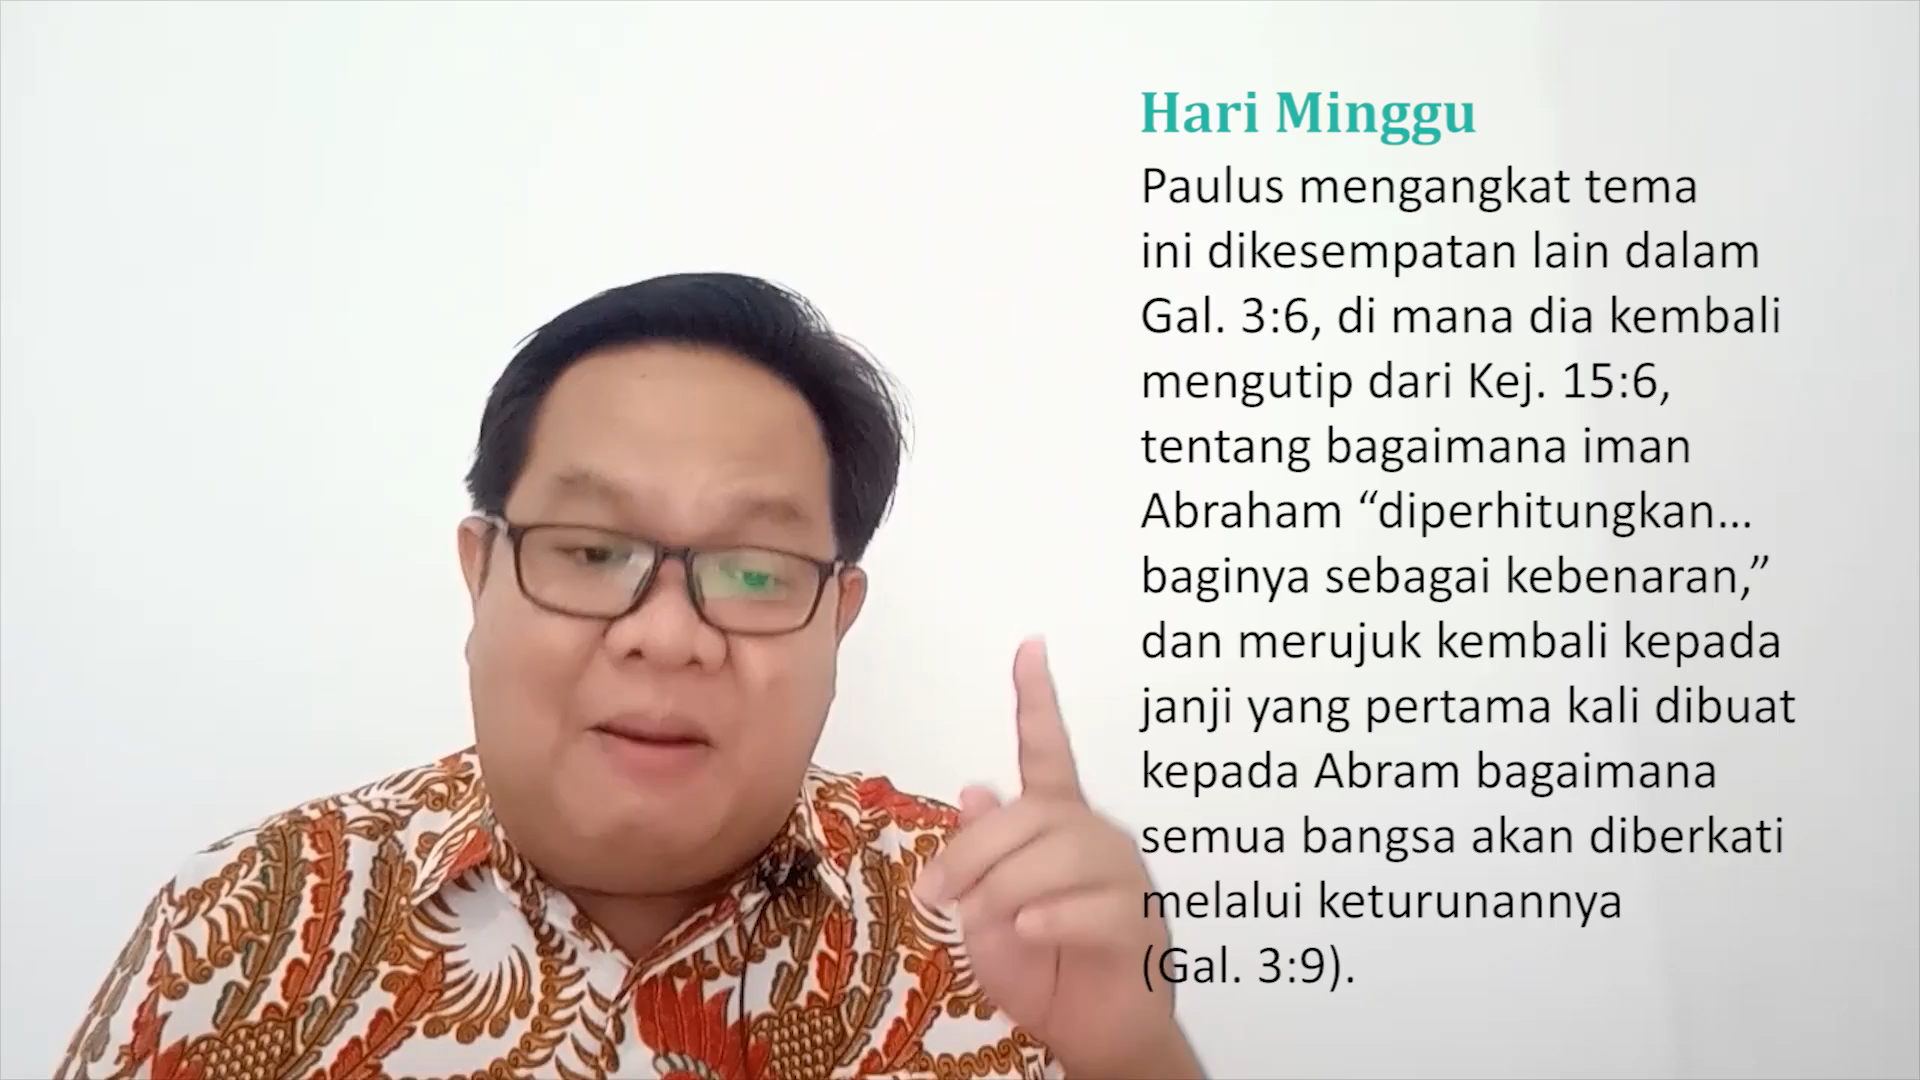 Hari Minggu
Paulus mengangkat tema
ini dikesempatan lain dalam
Gal. 3:6, di mana dia kembali
mengutip dari Kej. 15:6,
tentang bagaimana iman
Abraham “diperhitungkan...
baginya sebagai kebenaran,”
dan merujuk kembali kepada
janji yang pertama kali dibuat
kepada Abram bagaimana
semua bangsa akan diberkati
melalui keturunannya
(Gal. 3:9).